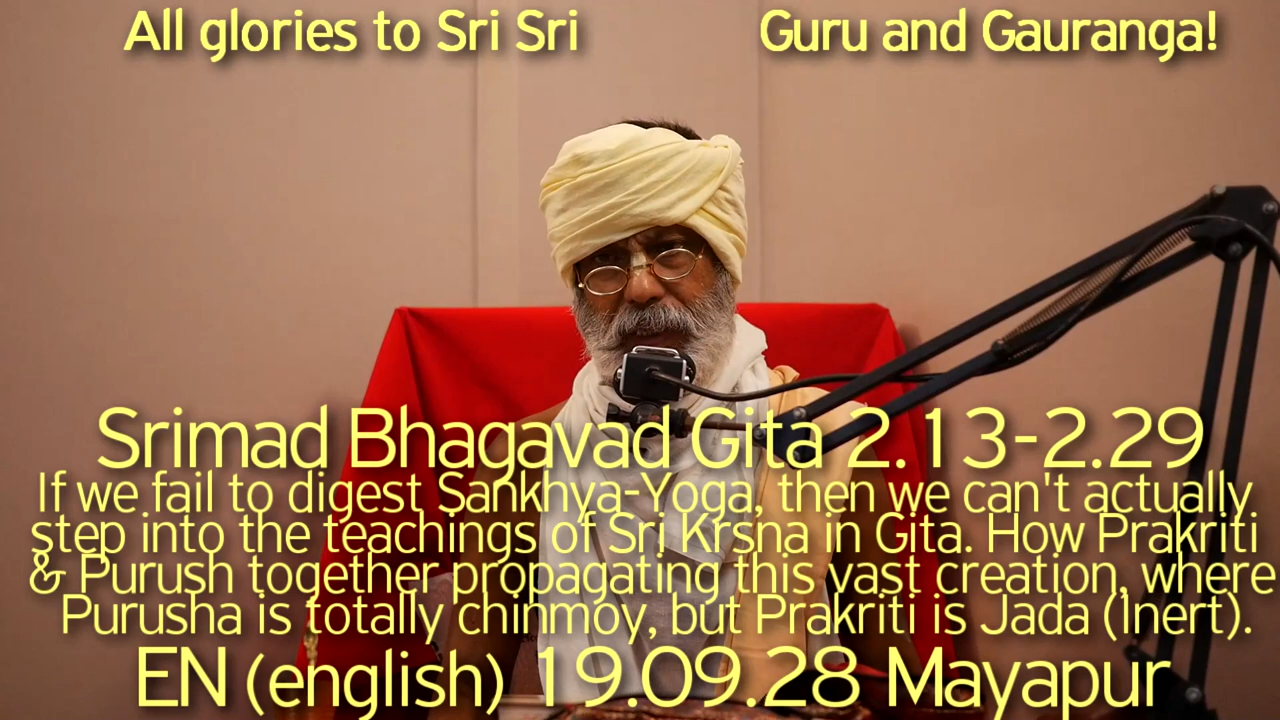 All glories to Sri Sri Guru and Gauranga!
Srimad Bhagavad Gita 2.13-2.29
If we fail to digest Sankhya-Yoga, then we can't actually
step into the teachings of Sri Krsna in Gita. How Prakriti
& Purush together propagating this vast creation, where
Purusha is totally chinmoy, but Prakriti is Jada (Inert).
EN (english) 19.09.28 Mayapur